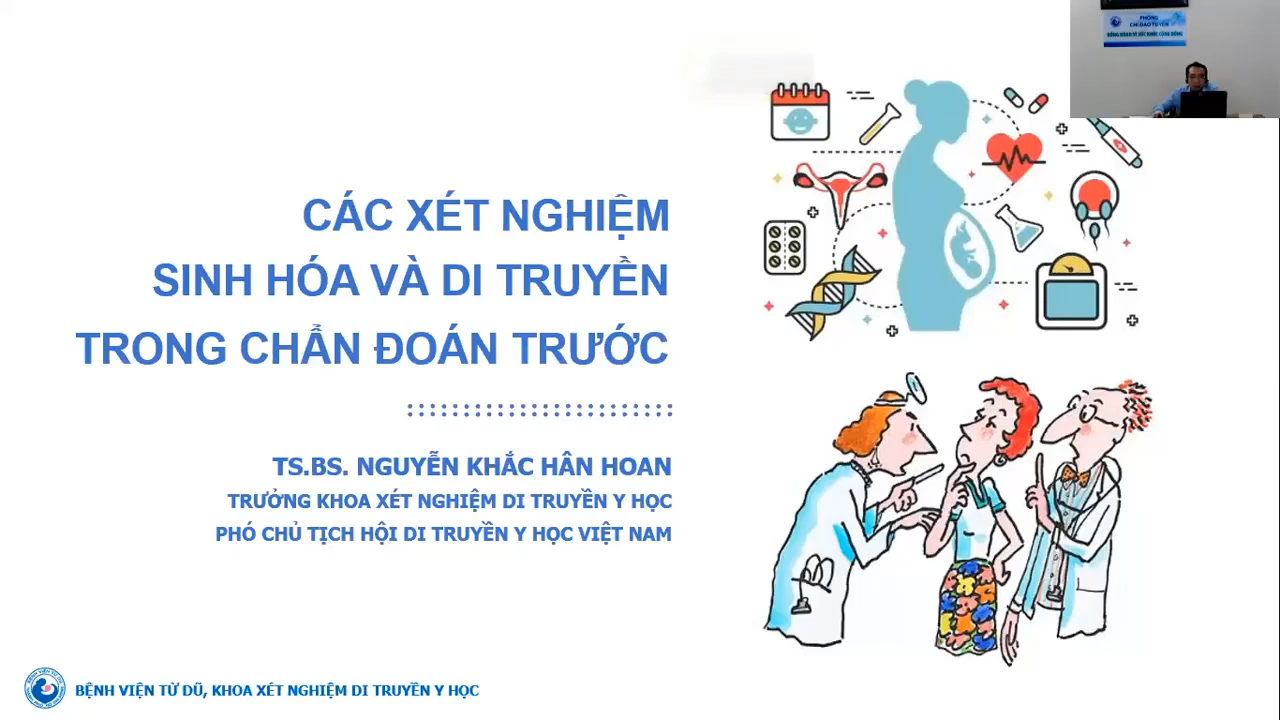 PHÒNG
CHỈ ĐẠO TUYẾN
CÁC XÉT NGHIỆM
SINH HÓA VÀ DI TRUYỀN
TRONG CHẨN ĐOÁN TRƯỚC
TS.BS. NGUYỄN KHẮC HÂN HOAN
TRƯỞNG KHOA XÉT NGHIỆM DI TRUYỀN Y HỌC
PHÓ CHỦ TỊCH HỘI DI TRUYỀN Y HỌC VIỆT NAM
BỆNH VIỆN TỪ DŨ, KHOA XÉT NGHIỆM DI TRUYỀN Y HỌC